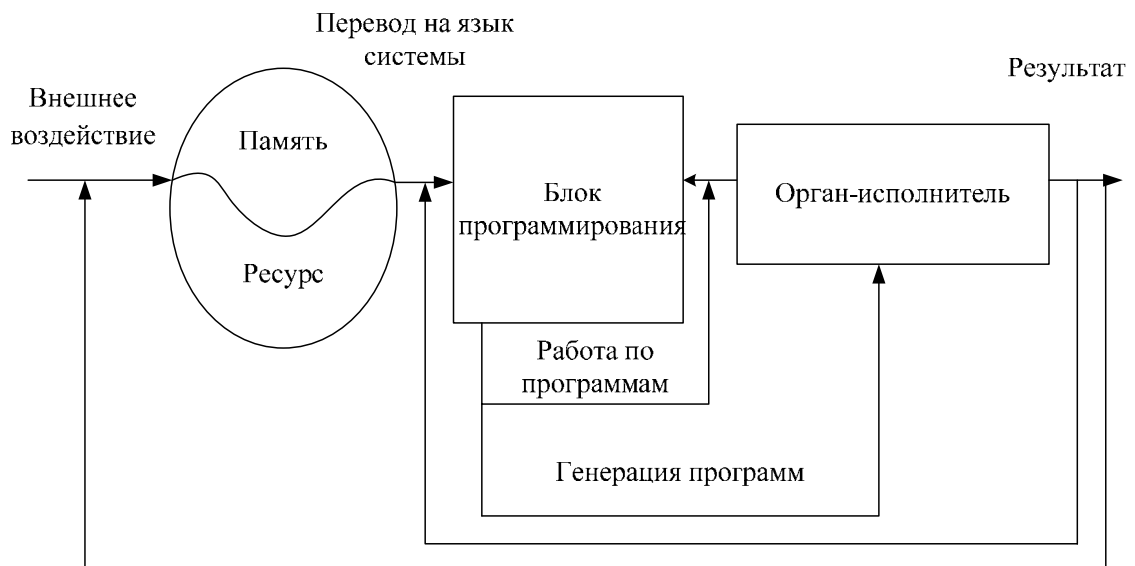 Перевод на язык
системы
Результат
Внешнее
воздействие
Память
Ресурс
Блок
программирования
Орган-исполнитель
Работа по
программам
Генерация программ